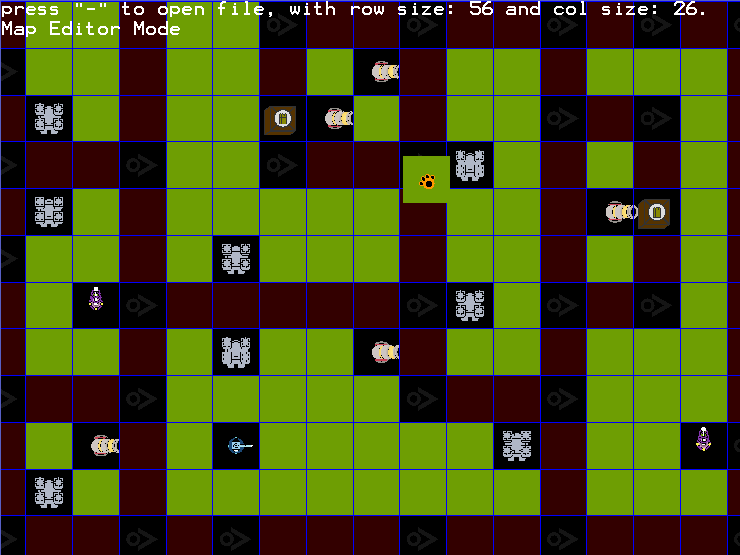 press "-" to open file, with row size: 56 and col size: 26.
Map Editor Mode